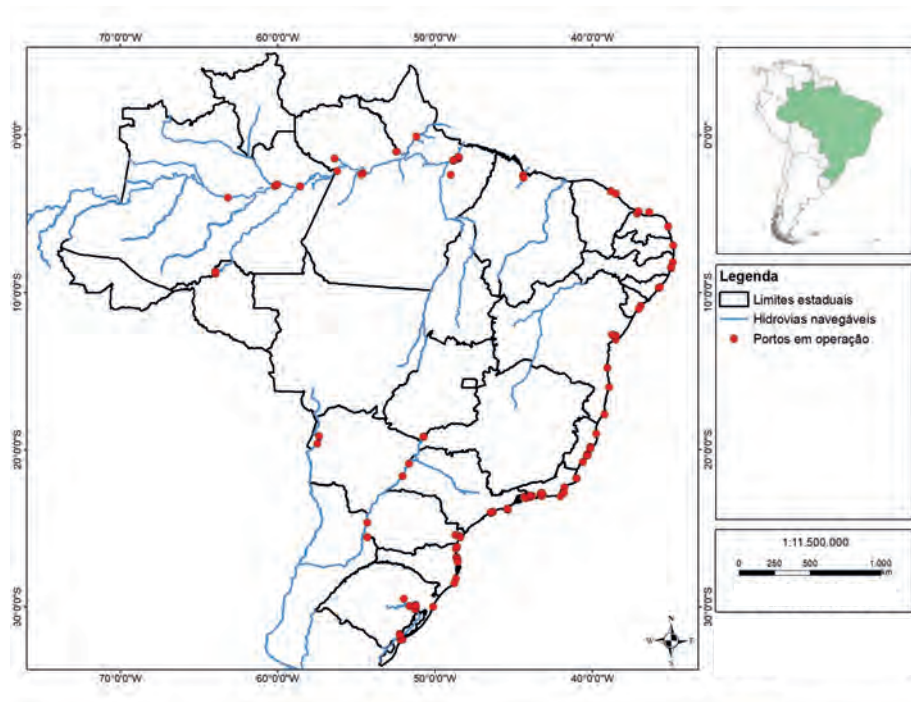 70°0'0"W 60°0'0"W 50°0'0"W 40°0'0"W
0°0'0" 0°0'0"
10°0'0"S 10°0'0"S
20°0'0"S 20°0'0"S
30°0'0"S 30°0'0"S
70°0'0"W 60°0'0"W 50°0'0"W 40°0'0"W
Legenda
Limites estaduais
Hidrovias navegáveis
Portos em operação
1:11.500.000
0 250 500 1.000
km
N
W E
S